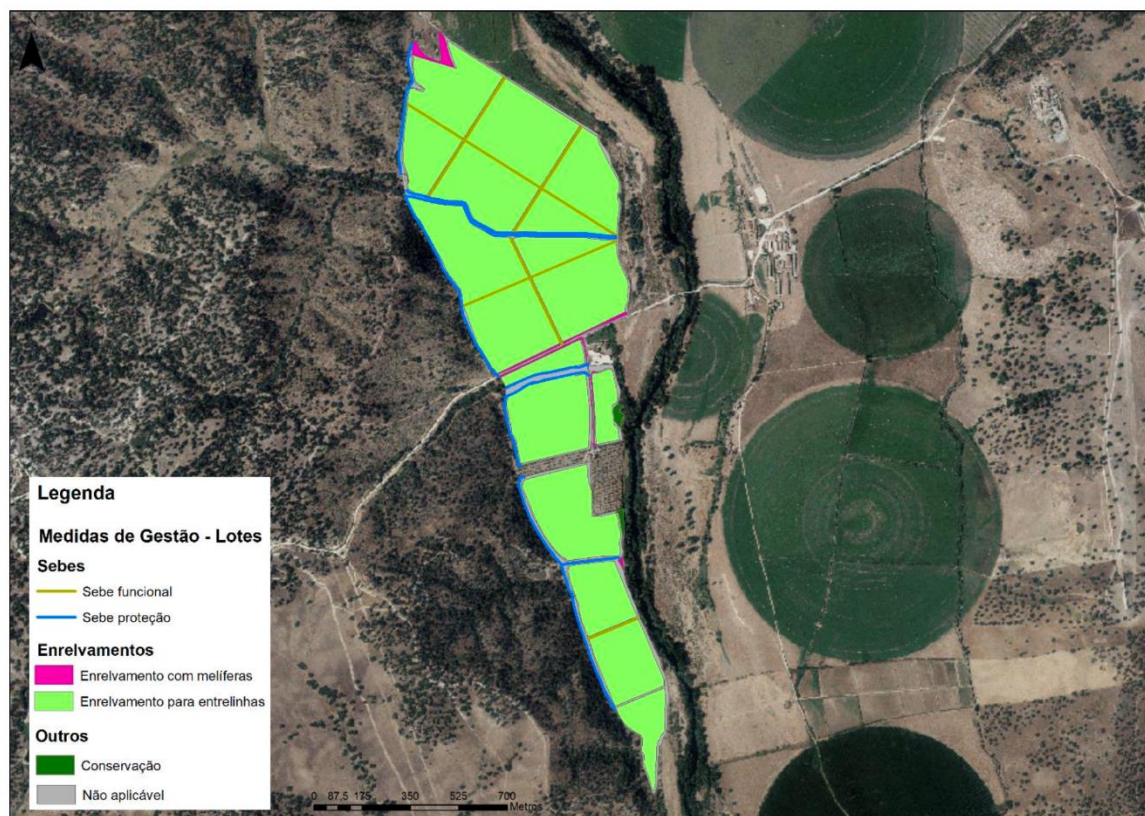 Legenda
Medidas de Gestão - Lotes
Sebes
Sebe funcional
Sebe proteção
Enrelvamentos
Enrelvamento com melíferas
Enrelvamento para entrelinhas
Outros
Conservação
Não aplicável
0 87,5 175 350 525 700
Metros